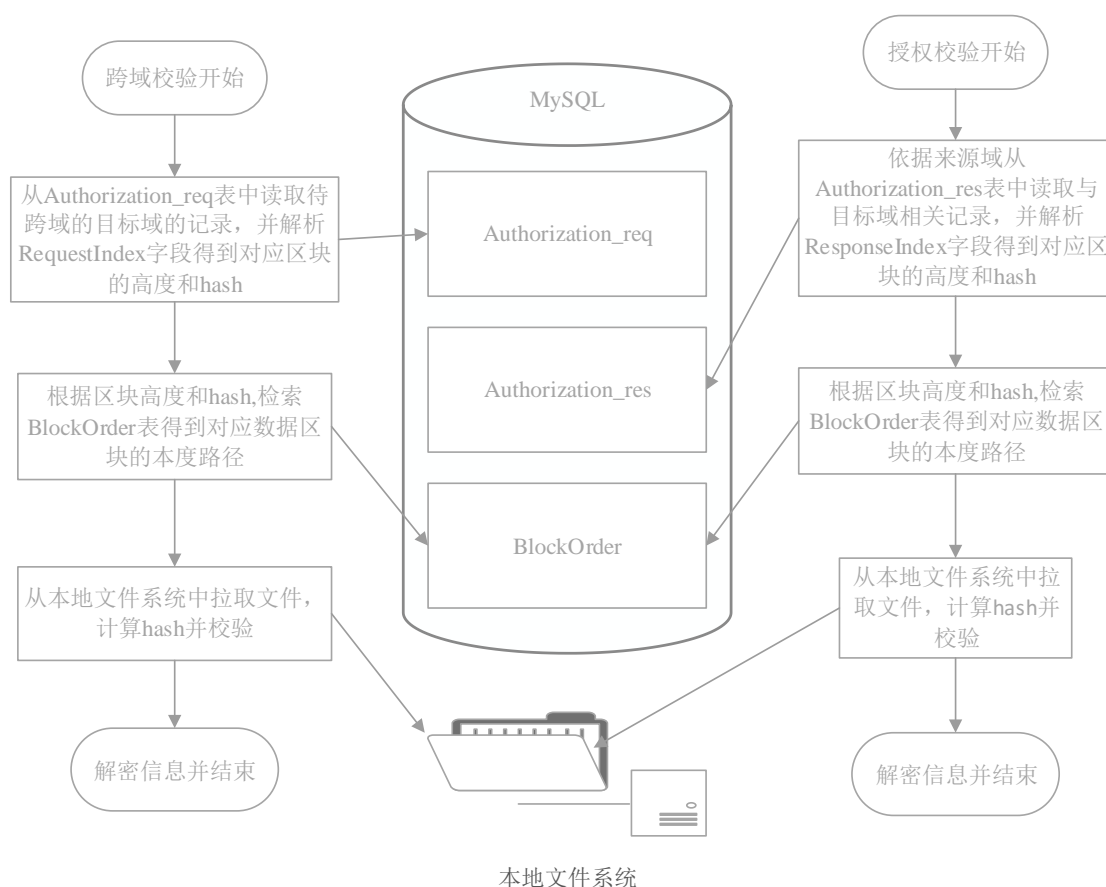 跨域校验开始
从Authorization_req表中读取待
跨域的目标域的记录，并解析
RequestIndex字段得到对应区块
的高度和hash
根据区块高度和hash,检索
BlockOrder表得到对应数据区
块的本度路径
从本地文件系统中拉取文件，
计算hash并校验
解密信息并结束
MySQL
Authorization_req
Authorization_res
BlockOrder
本地文件系统
授权校验开始
依据来源域从
Authorization_res表中读取与
目标域相关记录，并解析
ResponseIndex字段得到对应区
块的高度和hash
根据区块高度和hash,检索
BlockOrder表得到对应数据区
块的本度路径
从本地文件系统中拉
取文件，计算hash并
校验
解密信息并结束